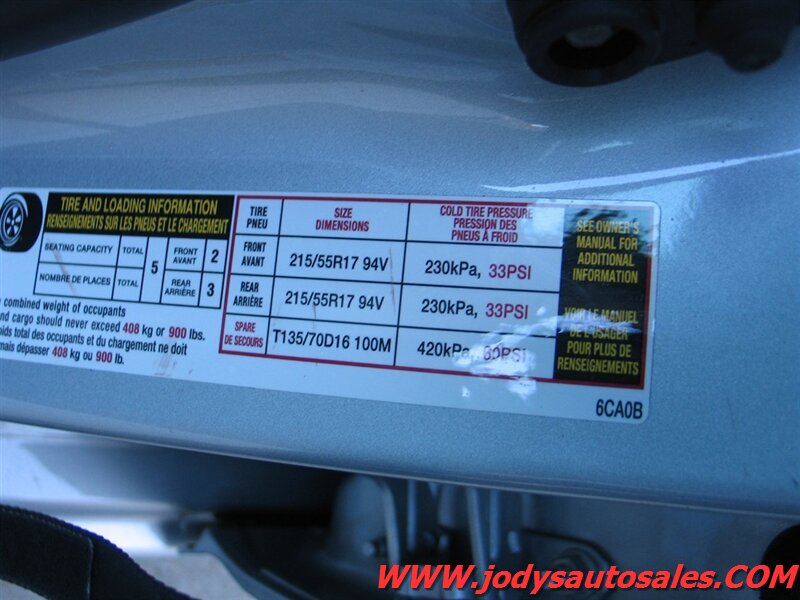 TIRE AND LOADING INFORMATION
RENSEIGNEMENTS SUR LES PNEUS ET LE CHARGEMENT
SEATING CAPACITY TOTAL 5 FRONT AVANT 2
NOMBRE DE PLACES TOTAL REAR ARRIÈRE 3
combined weight of occupants
and cargo should never exceed 408 kg or 900 lbs.
total des occupants et du chargement ne doit
dépasser 408 kg ou 900 lb.
TIRE PNEU SIZE DIMENSIONS COLD TIRE PRESSURE PRESSION DES PNEUS À FROID
FRONT AVANT 215/55R17 94V 230kPa, 33PSI
REAR ARRIÈRE 215/55R17 94V 230kPa, 33PSI
SPARE DE SECOURS T135/70D16 100M 420kPa, 60PSI
SEE OWNER'S
MANUAL FOR
ADDITIONAL
INFORMATION
VOIR LE MANUEL
DE L'USAGER
POUR PLUS DE
RENSEIGNEMENTS
6CA0B
WWW.jodysautosales.COM